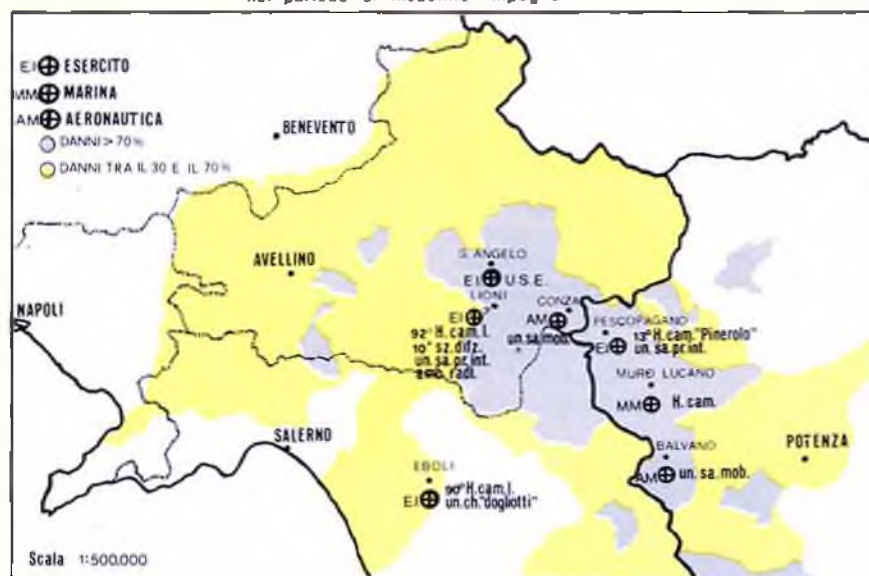 EI ESERCITO
MM MARINA
AM AERONAUTICA
DANNI > 70%
DANNI TRA IL 30 E IL 70%
BENEVENTO
AVELLINO
NAPOLI
S. ANGELO
EI U.S.E.
LIONI
EI
92° H. cam. l.
10° sz. difz.
un. sa. pr. int.
radi.
CONZA
AM
un. sa. mob.
PESCOPAGANO
EI 13° H. cam. "Pinerolo"
un. sa. pr. int.
MURO LUCANO
MM H. cam.
BALVANO
AM un. sa. mob.
POTENZA
SALERNO
EBOLI
EI 90° H. cam. l.
un. ch. "dogliotti"
Scala 1:500.000